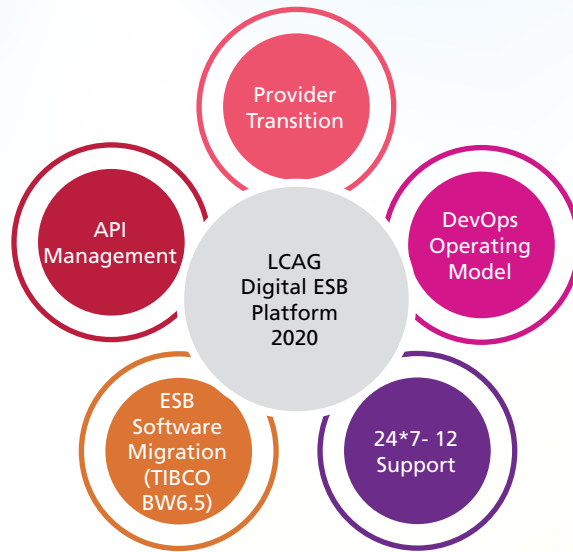 Provider
Transition
API
Management
DevOps
Operating
Model
LCAG
Digital ESB
Platform
2020
ESB
Software
Migration
(TIBCO
BW6.5)
24*7- 12
Support